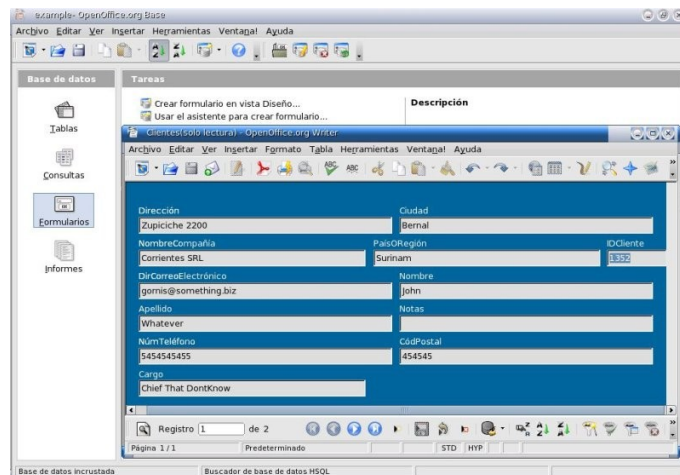 example- OpenOffice.org Base
Archivo Editar Ver Insertar Herramientas Ventana! Ayuda
Base de datos
Tareas
Tablas
Consultas
Formularios
Informes
Crear formulario en vista Diseño...
Usar el asistente para crear formulario...
Descripción
Clientes(solo lectura) - OpenOffice.org Writer
Archivo Editar Ver Insertar Formato Tabla Herramientas Ventana! Ayuda
Dirección Ciudad
Zupiciche 2200 Bernal
NombreCompañía PaísORegión IDCliente
Corrientes SRL Surinam 1352
DirCorreoElectrónico Nombre
gornis@something.biz John
Apellido Notas
Whatever
NúmTeléfono CódPostal
5454545455 454545
Cargo
Chief That DontKnow
Registro 1 de 2
Página 1/1 Predeterminado STD HYP
Base de datos incrustada Buscador de base de datos HSQL